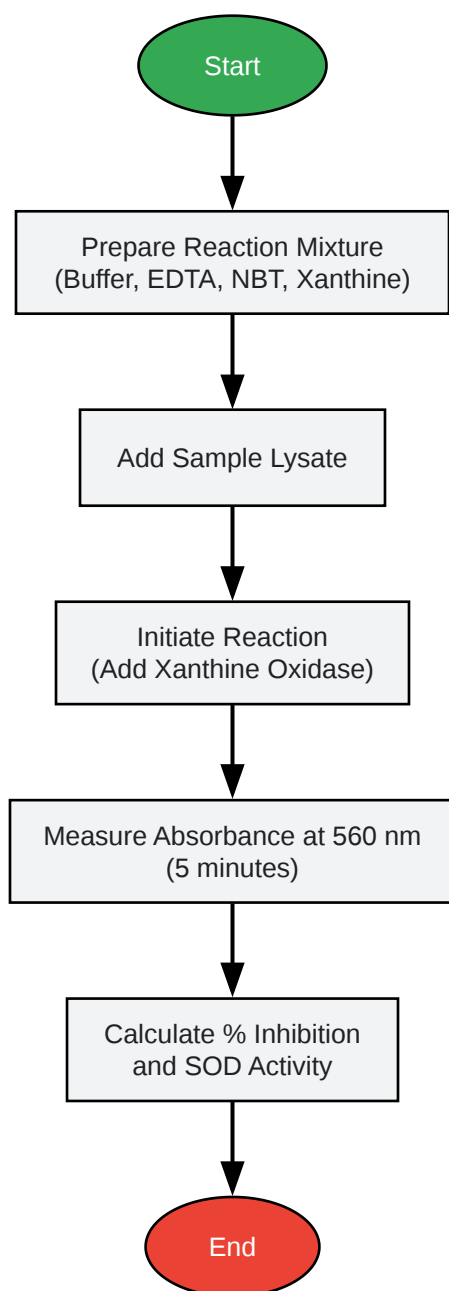 Start
Prepare Reaction Mixture
(Buffer, EDTA, NBT, Xanthine)
Add Sample Lysate
Initiate Reaction
(Add Xanthine Oxidase)
Measure Absorbance at 560 nm
(5 minutes)
Calculate % Inhibition
and SOD Activity
End